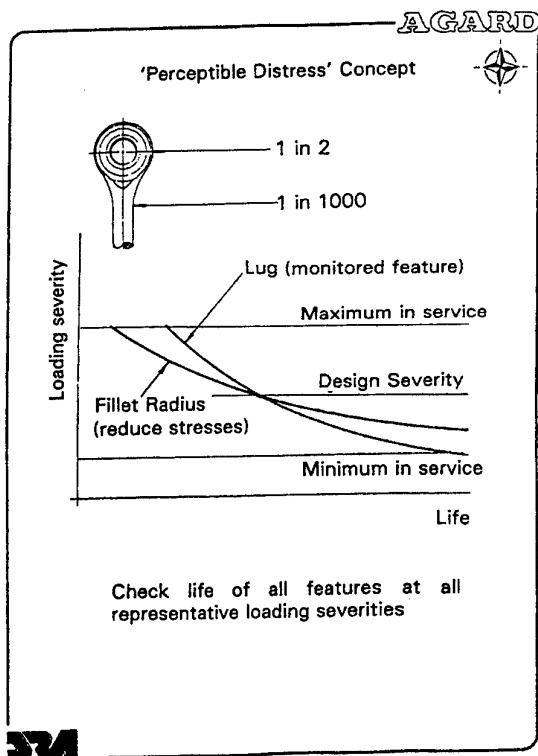 AGARD
'Perceptible Distress' Concept
1 in 2
1 in 1000
Loading severity
Lug (monitored feature)
Maximum in service
Design Severity
Fillet Radius
(reduce stresses)
Minimum in service
Life
Check life of all features at all
representative loading severities